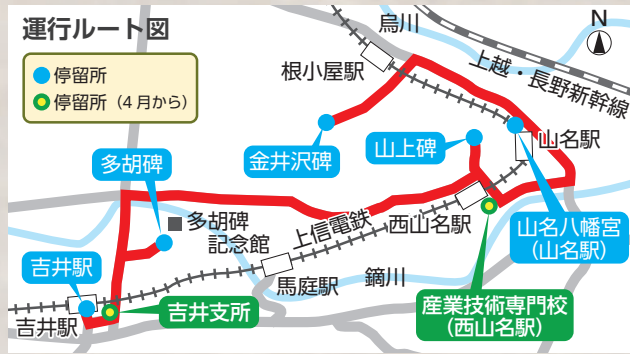 運行ルート図
停留所
停留所（4月から）
N
烏川
根小屋駅
上越・長野新幹線
多胡碑
金井沢碑
山上碑
山名駅
多胡碑
記念館
上信電鉄
西山名駅
山名八幡宮
（山名駅）
吉井駅
馬庭駅
鏑川
吉井駅
吉井支所
産業技術専門校
（西山名駅）